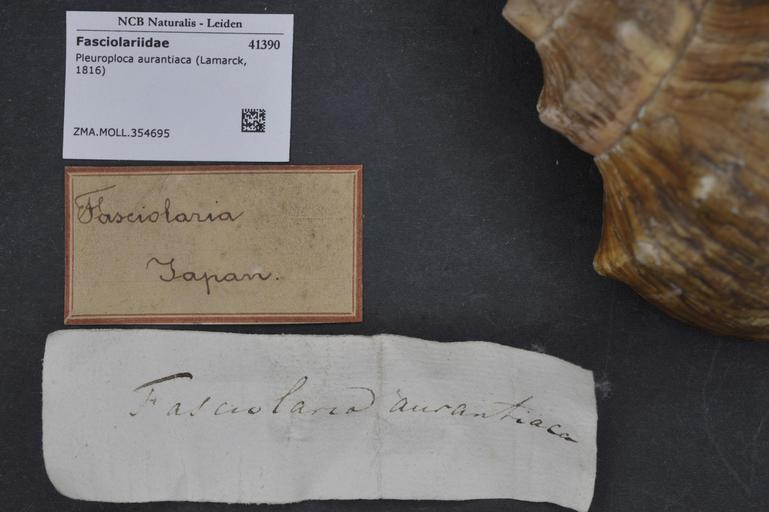 NCB Naturalis - Leiden
Fasciolariidae 41390
Pleuroploca aurantiaca (Lamarck,
1816)
ZMA.MOLL.354695
Fasciolaria
Japan.
Fasciolaria aurantiaca